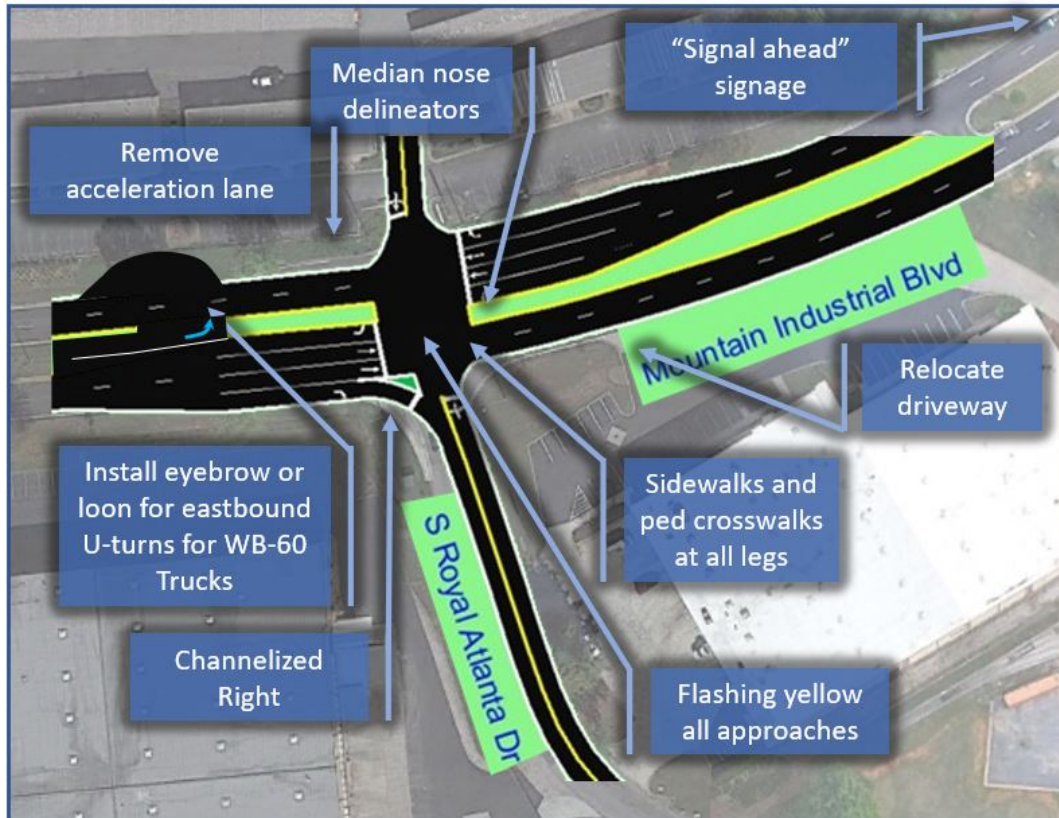 “Signal ahead”
signage
Median nose
delineators
Remove
acceleration lane
Mountain Industrial Blvd
Relocate
driveway
Install eyebrow or
loon for eastbound
U-turns for WB-60
Trucks
Sidewalks and
ped crosswalks
at all legs
S Royal Atlanta Dr
Channelized
Right
Flashing yellow
all approaches